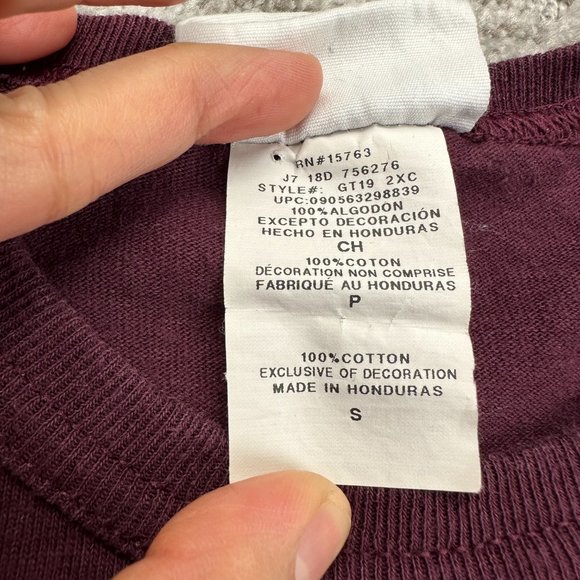 RN#15763
J7 18D 756276
STYLE#: GT19 2XC
UPC:090563298839
100%ALGODON
EXCEPTO DECORACIÓN
HECHO EN HONDURAS
CH
100%COTON
DÉCORATION NON COMPRISE
FABRIQUÉ AU HONDURAS
P
100%COTTON
EXCLUSIVE OF DECORATION
MADE IN HONDURAS
S